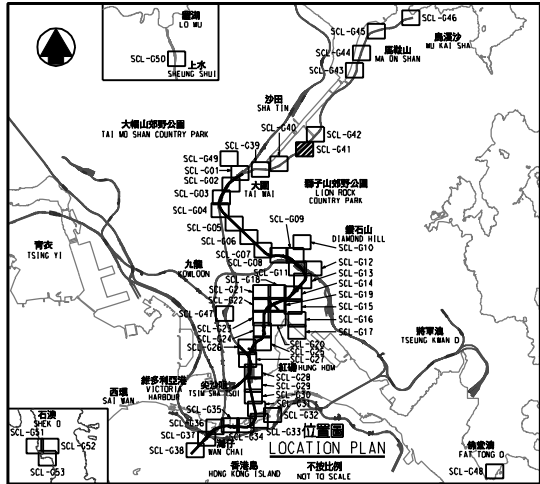 羅湖
LO WU
SCL-G50
上水
SHEUNG SHUI
SCL-G46
SCL-G45
烏溪沙
WU KAI SHA
SCL-G44
馬鞍山
MA ON SHAN
SCL-G43
沙田
SHA TIN
大帽山郊野公園
TAI MO SHAN COUNTRY PARK
SCL-G40
SCL-G39
SCL-G42
SCL-G41
SCL-G49
SCL-G01
SCL-G02
大圍
TAI WAI
獅子山郊野公園
LION ROCK
COUNTRY PARK
SCL-G03
SCL-G04
SCL-G09
SCL-G05
鑽石山
DIAMOND HILL
SCL-G06
SCL-G10
青衣
TSING YI
SCL-G07
SCL-G08
九龍
KOWLOON
SCL-G11
SCL-G12
SCL-G13
SCL-G18
SCL-G14
SCL-G21
SCL-G19
SCL-G22
SCL-G15
SCL-G47
SCL-G16
SCL-G23
SCL-G17
將軍澳
TSEUNG KWAN O
SCL-G24
SCL-G20
SCL-G26
SCL-G27
紅磡
HUNG HOM
SCL-G28
SCL-G29
SCL-G30
維多利亞港
VICTORIA
HARBOUR
尖沙咀
TSIM SHA TSUI
西環
SAI WAN
SCL-G35
SCL-G32
SCL-G36
SCL-G33
SCL-G34
SCL-G37
SCL-G38
灣仔
WAN CHAI
香港島
HONG KONG ISLAND
位置圖
LOCATION PLAN
不按比例
NOT TO SCALE
石澳
SHEK O
SCL-G51
SCL-G52
SCL-G53
佛堂澳
FAT TONG O
SCL-G48